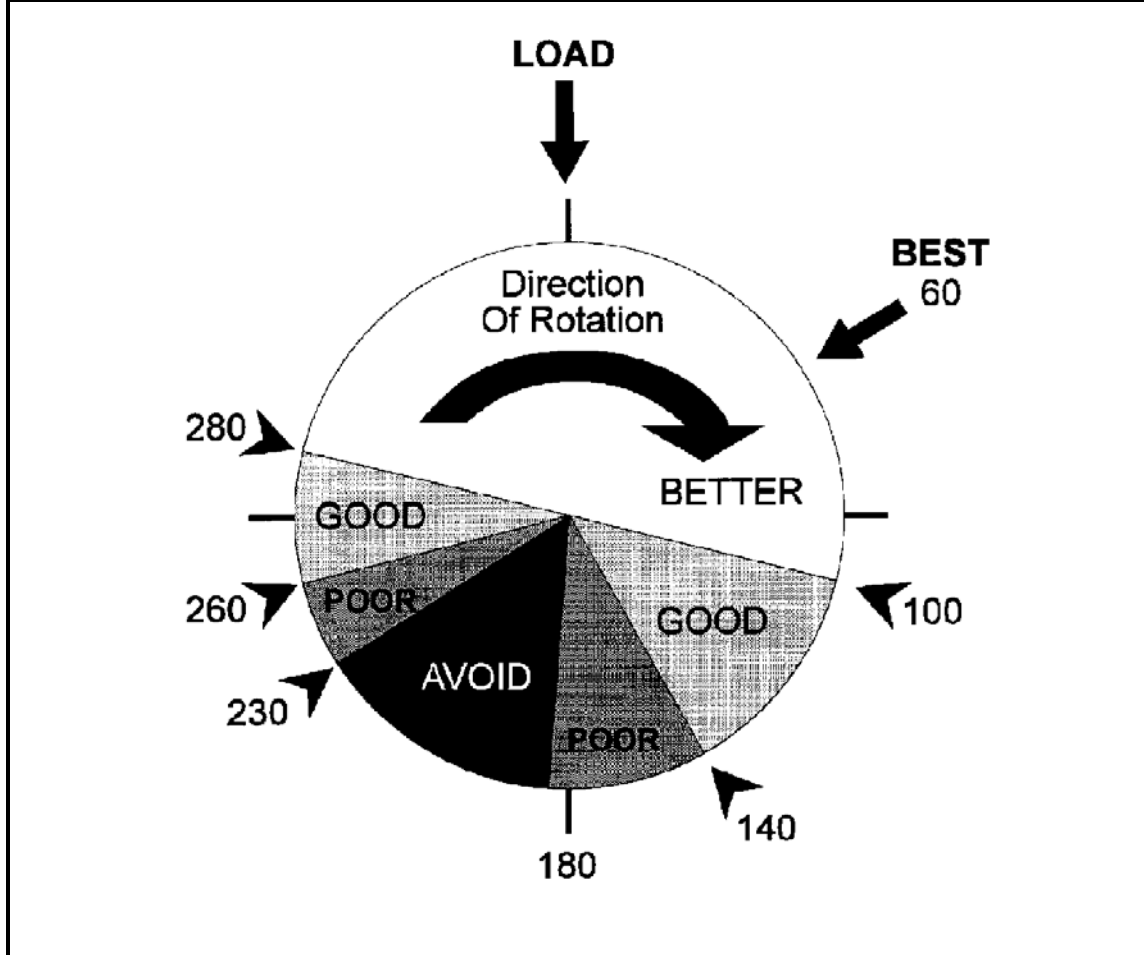 LOAD
BEST
60
Direction
Of Rotation
280
BETTER
GOOD
260
POOR
GOOD
100
AVOID
230
POOR
140
180